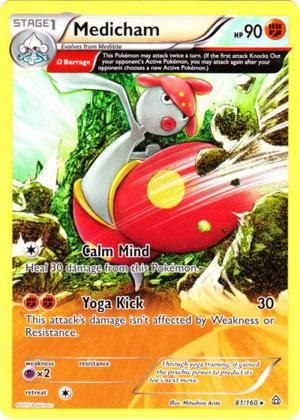 STAGE1
Medicham
HP 90
Evolves from Meditite
Ω Barrage
This Pokémon may attack twice a turn. (If the first attack Knocks Out
your opponent's Active Pokémon, you may attack again after your
opponent chooses a new Active Pokémon.)
Calm Mind
Heal 30 damage from this Pokémon.
Yoga Kick 30
This attack's damage isn't affected by Weakness or
Resistance.
weakness resistance
×2
retreat
Through yoga training, it gained
the psychic power to predict its
foe's next move.
Illus. Mitsuhiro Arita
81/160 ★